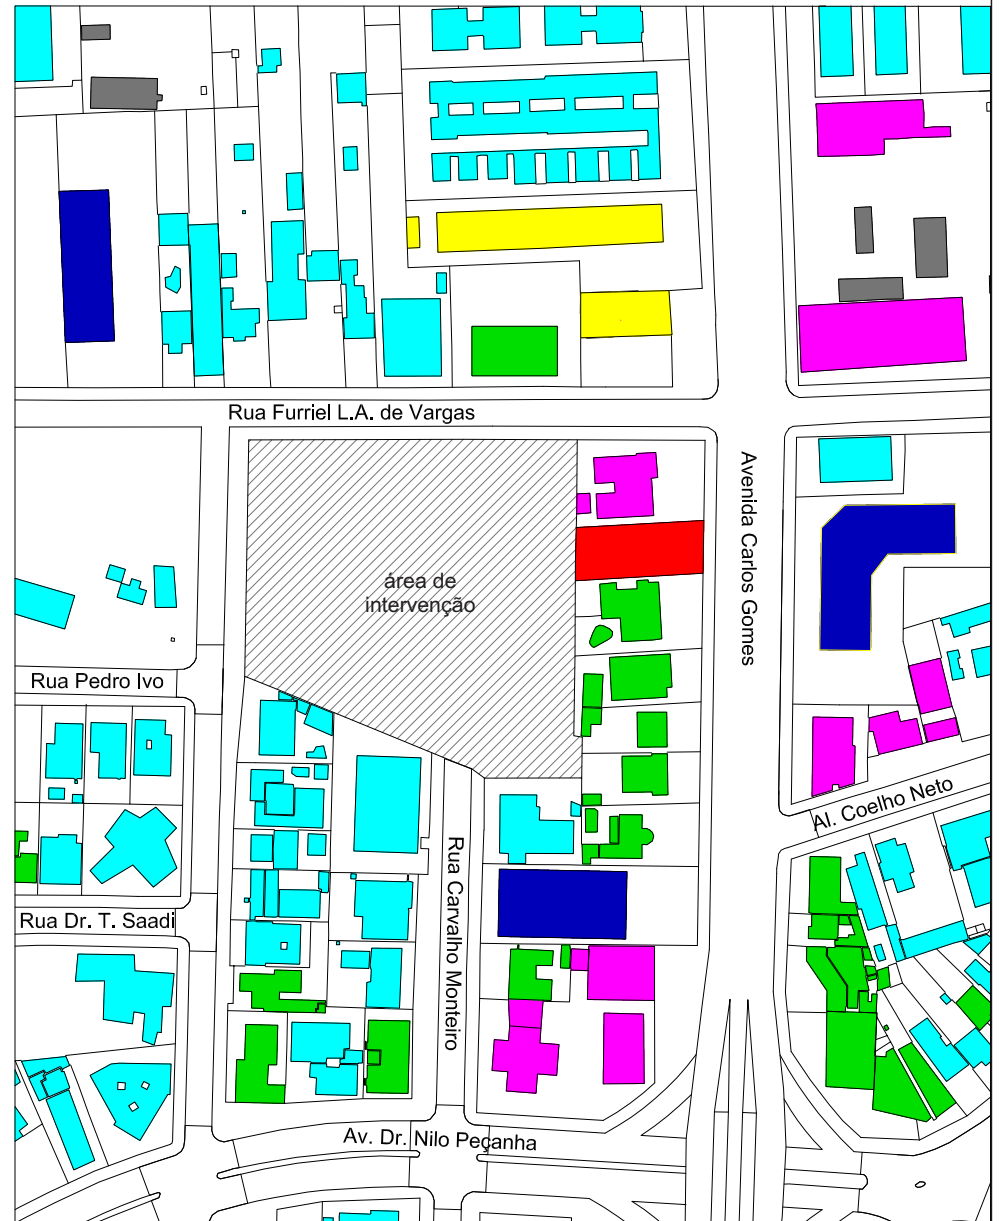 Rua Furriel L.A. de Vargas
Avenida Carlos Gomes
área de
intervenção
Rua Pedro Ivo
Al. Coelho Neto
Rua Carvalho Monteiro
Rua Dr. T. Saadi
Av. Dr. Nilo Peçanha